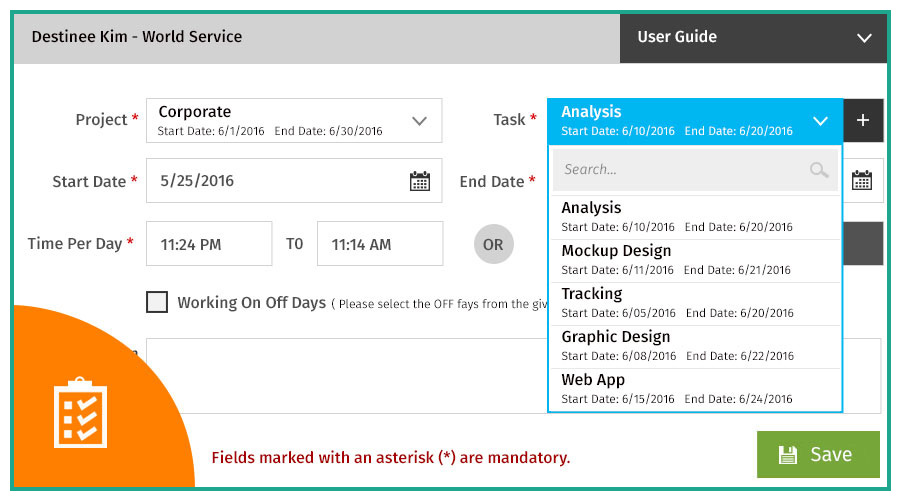 Destinee Kim - World Service
User Guide
Project *
Corporate
Start Date: 6/1/2016 End Date: 6/30/2016
Task *
Analysis
Start Date: 6/10/2016 End Date: 6/20/2016
+
Start Date *
5/25/2016
End Date *
Search...
Analysis
Start Date: 6/10/2016 End Date: 6/20/2016
Mockup Design
Start Date: 6/11/2016 End Date: 6/21/2016
Tracking
Start Date: 6/05/2016 End Date: 6/20/2016
Graphic Design
Start Date: 6/08/2016 End Date: 6/22/2016
Web App
Start Date: 6/15/2016 End Date: 6/24/2016
Time Per Day *
11:24 PM
TO
11:14 AM
OR
Working On Off Days ( Please select the OFF fays from the giv
Fields marked with an asterisk (*) are mandatory.
Save